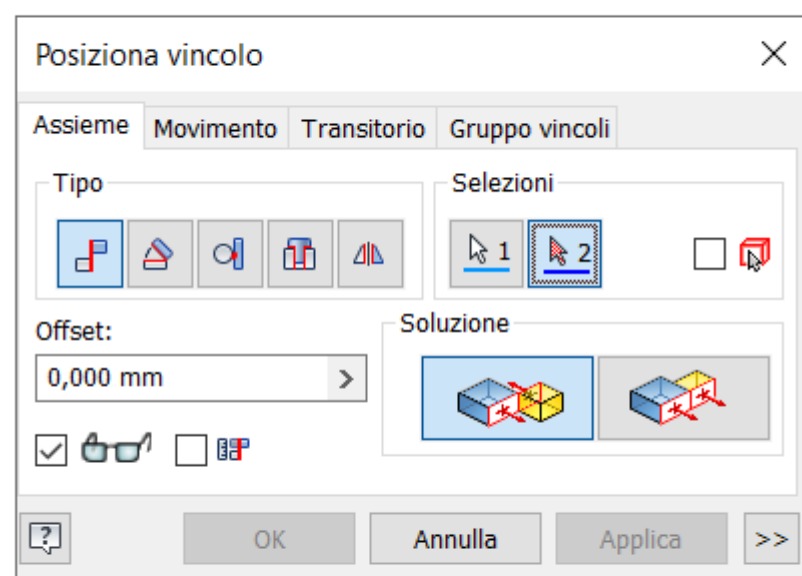 Posiziona vincolo
Assieme Movimento Transitorio Gruppo vincoli
Tipo
Selezioni
1
2
Offset:
Soluzione
0,000 mm
>
?
OK
Annulla
Applica
>>